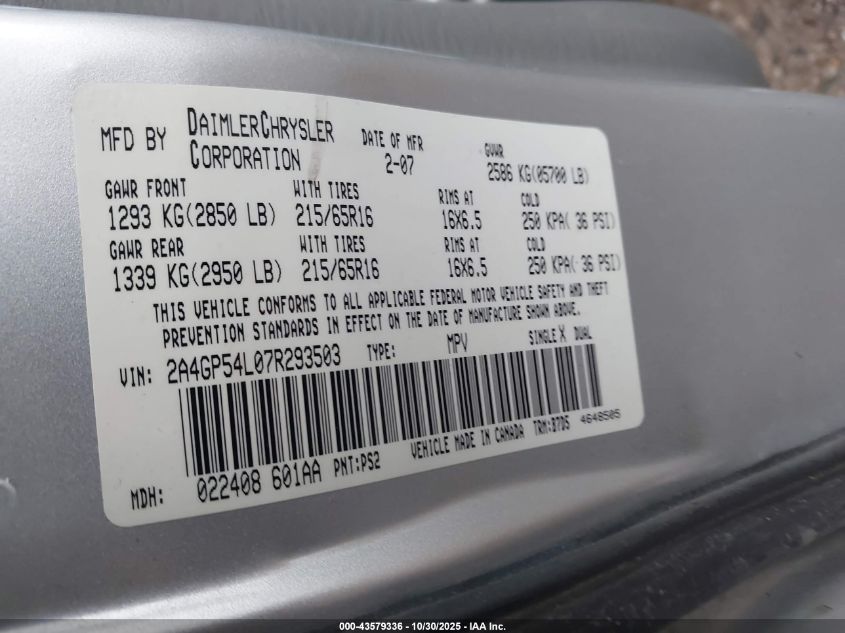 MFD BY DAIMLERCHRYSLER CORPORATION DATE OF MFR 2-07 GVWR 2586 KG(05700 LB)
GAWR FRONT WITH TIRES RIMS AT COLD
1293 KG(2850 LB) 215/65R16 16X6.5 250 KPA( 36 PSI)
GAWR REAR WITH TIRES RIMS AT COLD
1339 KG(2950 LB) 215/65R16 16X6.5 250 KPA( 36 PSI)
THIS VEHICLE CONFORMS TO ALL APPLICABLE FEDERAL MOTOR VEHICLE SAFETY AND THEFT
PREVENTION STANDARDS IN EFFECT ON THE DATE OF MANUFACTURE SHOWN ABOVE.
VIN: 2A4GP54L07R293503 TYPE: MPV SINGLE X DUAL
MDH: 022408 601AA PNT:PS2 VEHICLE MADE IN CANADA TRM:B7D5 4648505
000-43579336 - 10/30/2025 - IAA Inc.